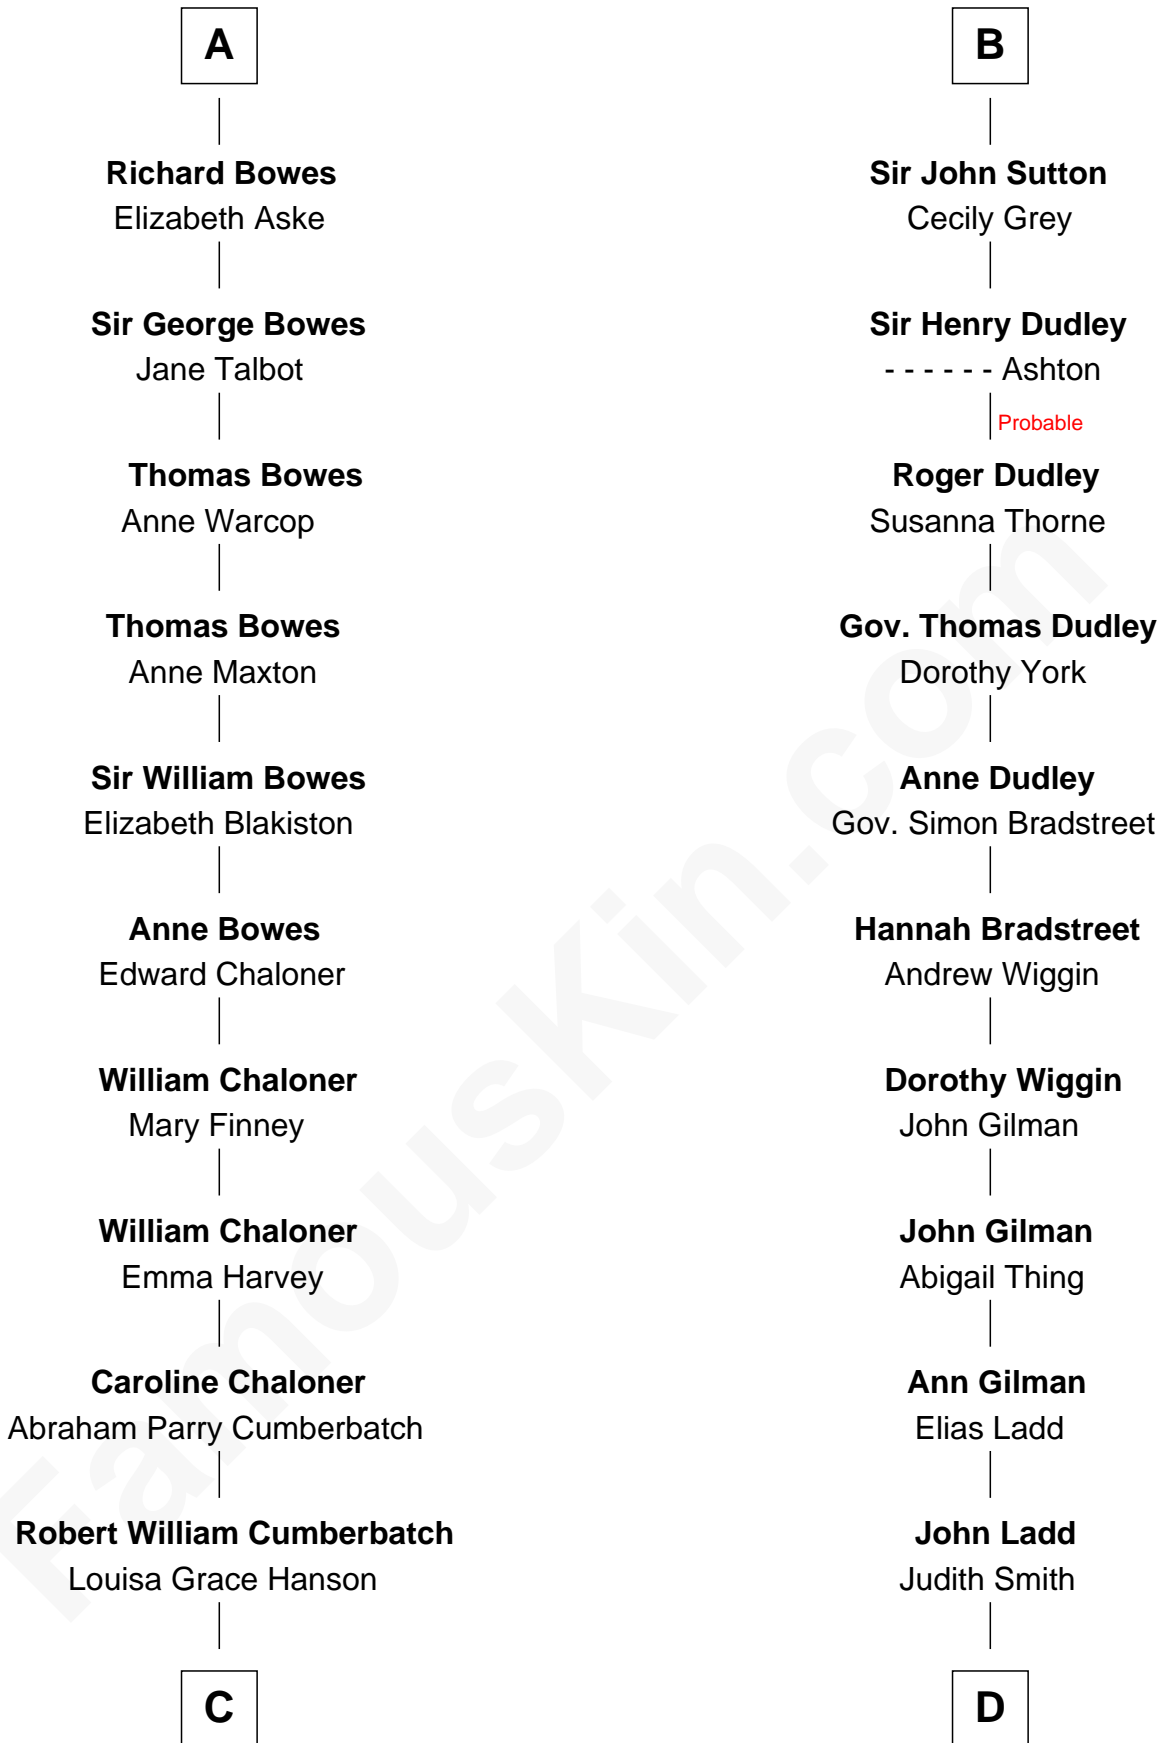 A
Richard Bowes
Elizabeth Aske
Sir George Bowes
Jane Talbot
Thomas Bowes
Anne Warcop
Thomas Bowes
Anne Maxton
Sir William Bowes
Elizabeth Blakiston
Anne Bowes
Edward Chaloner
William Chaloner
Mary Finney
William Chaloner
Emma Harvey
Caroline Chaloner
Abraham Parry Cumberbatch
Robert William Cumberbatch
Louisa Grace Hanson
C
B
Sir John Sutton
Cecily Grey
Sir Henry Dudley
- - - - - - Ashton
Probable
Roger Dudley
Susanna Thorne
Gov. Thomas Dudley
Dorothy York
Anne Dudley
Gov. Simon Bradstreet
Hannah Bradstreet
Andrew Wiggin
Dorothy Wiggin
John Gilman
John Gilman
Abigail Thing
Ann Gilman
Elias Ladd
John Ladd
Judith Smith
D
FamousKin.com